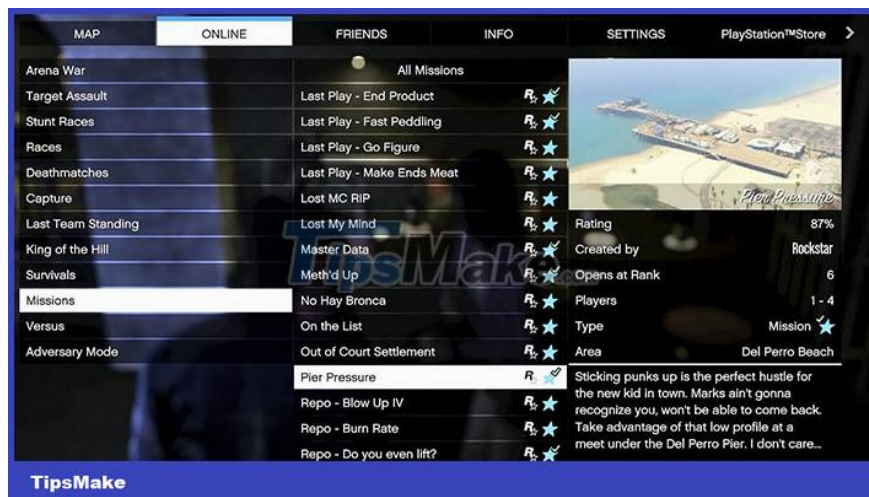 MAP ONLINE FRIENDS INFO SETTINGS PlayStation™Store >
Arena War
Target Assault
Stunt Races
Races
Deathmatches
Capture
Last Team Standing
King of the Hill
Survivals
Missions
Versus
Adversary Mode
All Missions
Last Play - End Product
Last Play - Fast Peddling
Last Play - Go Figure
Last Play - Make Ends Meat
Lost MC RIP
Lost My Mind
Master Data
Meth'd Up
No Hay Bronca
On the List
Out of Court Settlement
Pier Pressure
Repo - Blow Up IV
Repo - Burn Rate
Repo - Do you even lift?
Pier Pressure
Rating 87%
Created by Rockstar
Opens at Rank 6
Players 1 - 4
Type Mission
Area Del Perro Beach
Sticking punks up is the perfect hustle for
the new kid in town. Marks ain't gonna
recognize you, won't be able to come back.
Take advantage of that low profile at a
meet under the Del Perro Pier. I don't care...
TipsMake.com
TipsMake